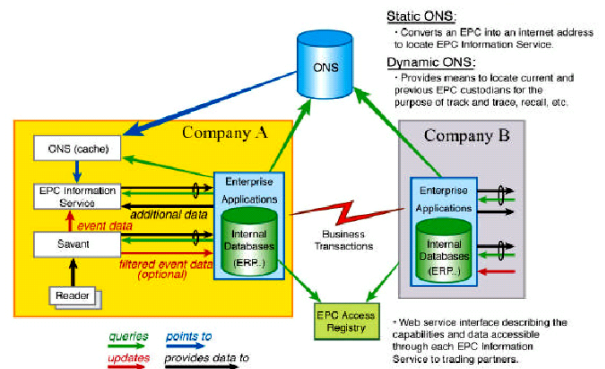 Static ONS:
· Converts an EPC into an internet address
to locate EPC Information Service.
Dynamic ONS:
· Provides means to locate current and
previous EPC custodians for the
purpose of track and trace, recall, etc.
ONS
Company A
ONS (cache)
EPC Information
Service
event data
Savant
Reader
additional data
filtered event data
(optional)
Enterprise
Applications
Internal
Databases
(ERP..)
Business
Transactions
Company B
Enterprise
Applications
Internal
Databases
(ERP..)
EPC Access
Registry
· Web service interface describing the
capabilities and data accessible
through each EPC Information
Service to trading partners.
queries
points to
updates
provides data to